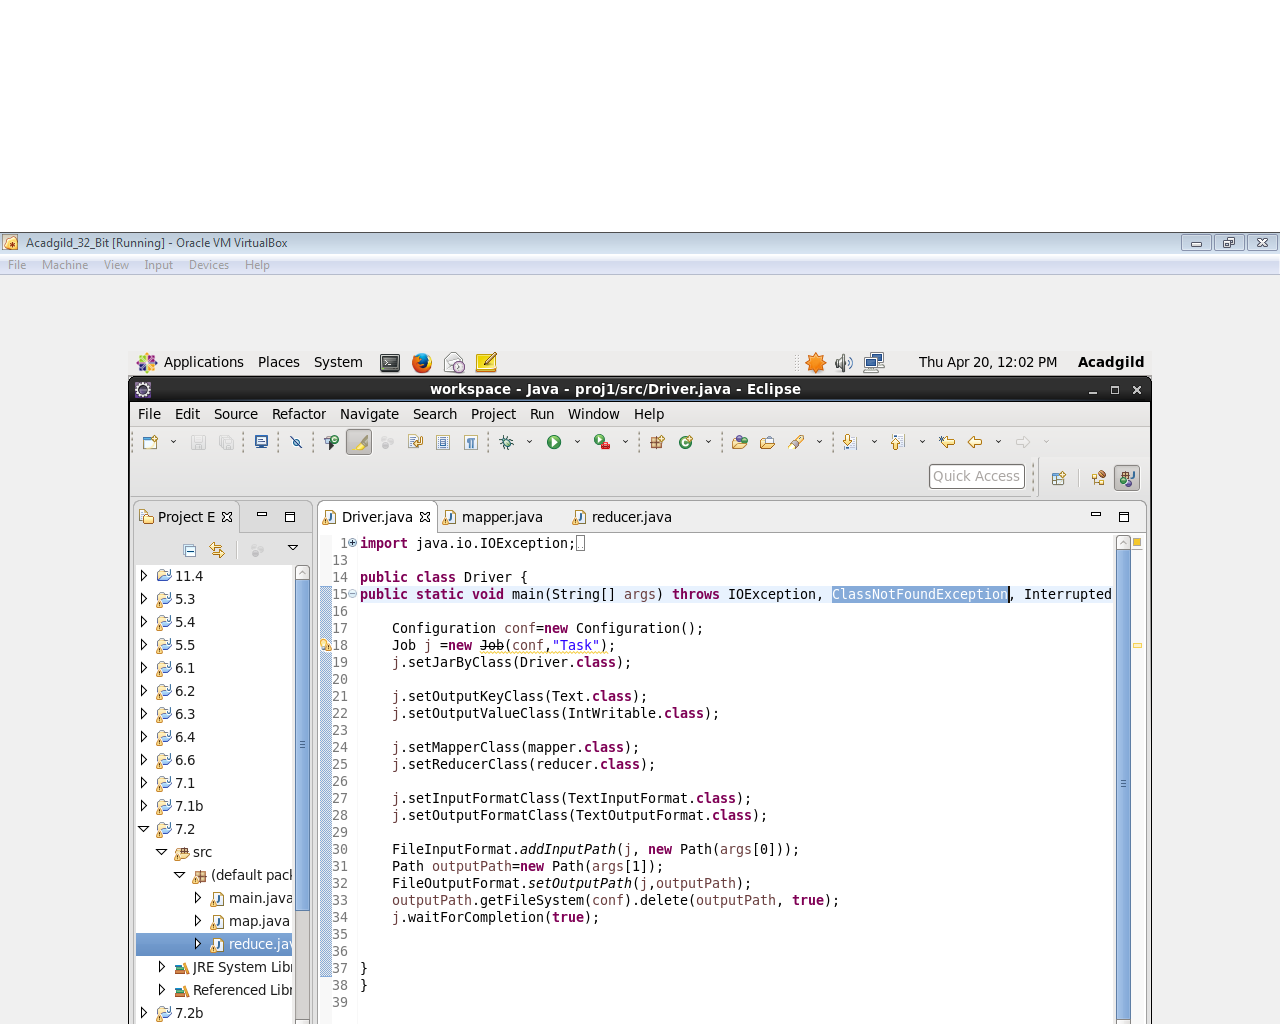 Acadgild_32_Bit [Running] - Oracle VM VirtualBox
File Machine View Input Devices Help
Applications Places System Thu Apr 20, 12:02 PM Acadgild
workspace - Java - proj1/src/Driver.java - Eclipse
File Edit Source Refactor Navigate Search Project Run Window Help
Quick Access
Project E
Driver.java mapper.java reducer.java
11.4
5.3
5.4
5.5
6.1
6.2
6.3
6.4
6.6
7.1
7.1b
7.2
src
(default pack
main.java
map.java
reduce.jav
JRE System Libr
Referenced Libr
7.2b
1 import java.io.IOException;
13
14 public class Driver {
15 public static void main(String[] args) throws IOException, ClassNotFoundException, Interrupted
16
17 Configuration conf=new Configuration();
18 Job j =new Job(conf,"Task");
19 j.setJarByClass(Driver.class);
20
21 j.setOutputKeyClass(Text.class);
22 j.setOutputValueClass(IntWritable.class);
23
24 j.setMapperClass(mapper.class);
25 j.setReducerClass(reducer.class);
26
27 j.setInputFormatClass(TextInputFormat.class);
28 j.setOutputFormatClass(TextOutputFormat.class);
29
30 FileInputFormat.addInputPath(j, new Path(args[0]));
31 Path outputPath=new Path(args[1]);
32 FileOutputFormat.setOutputPath(j,outputPath);
33 outputPath.getFileSystem(conf).delete(outputPath, true);
34 j.waitForCompletion(true);
35
36
37 }
38 }
39